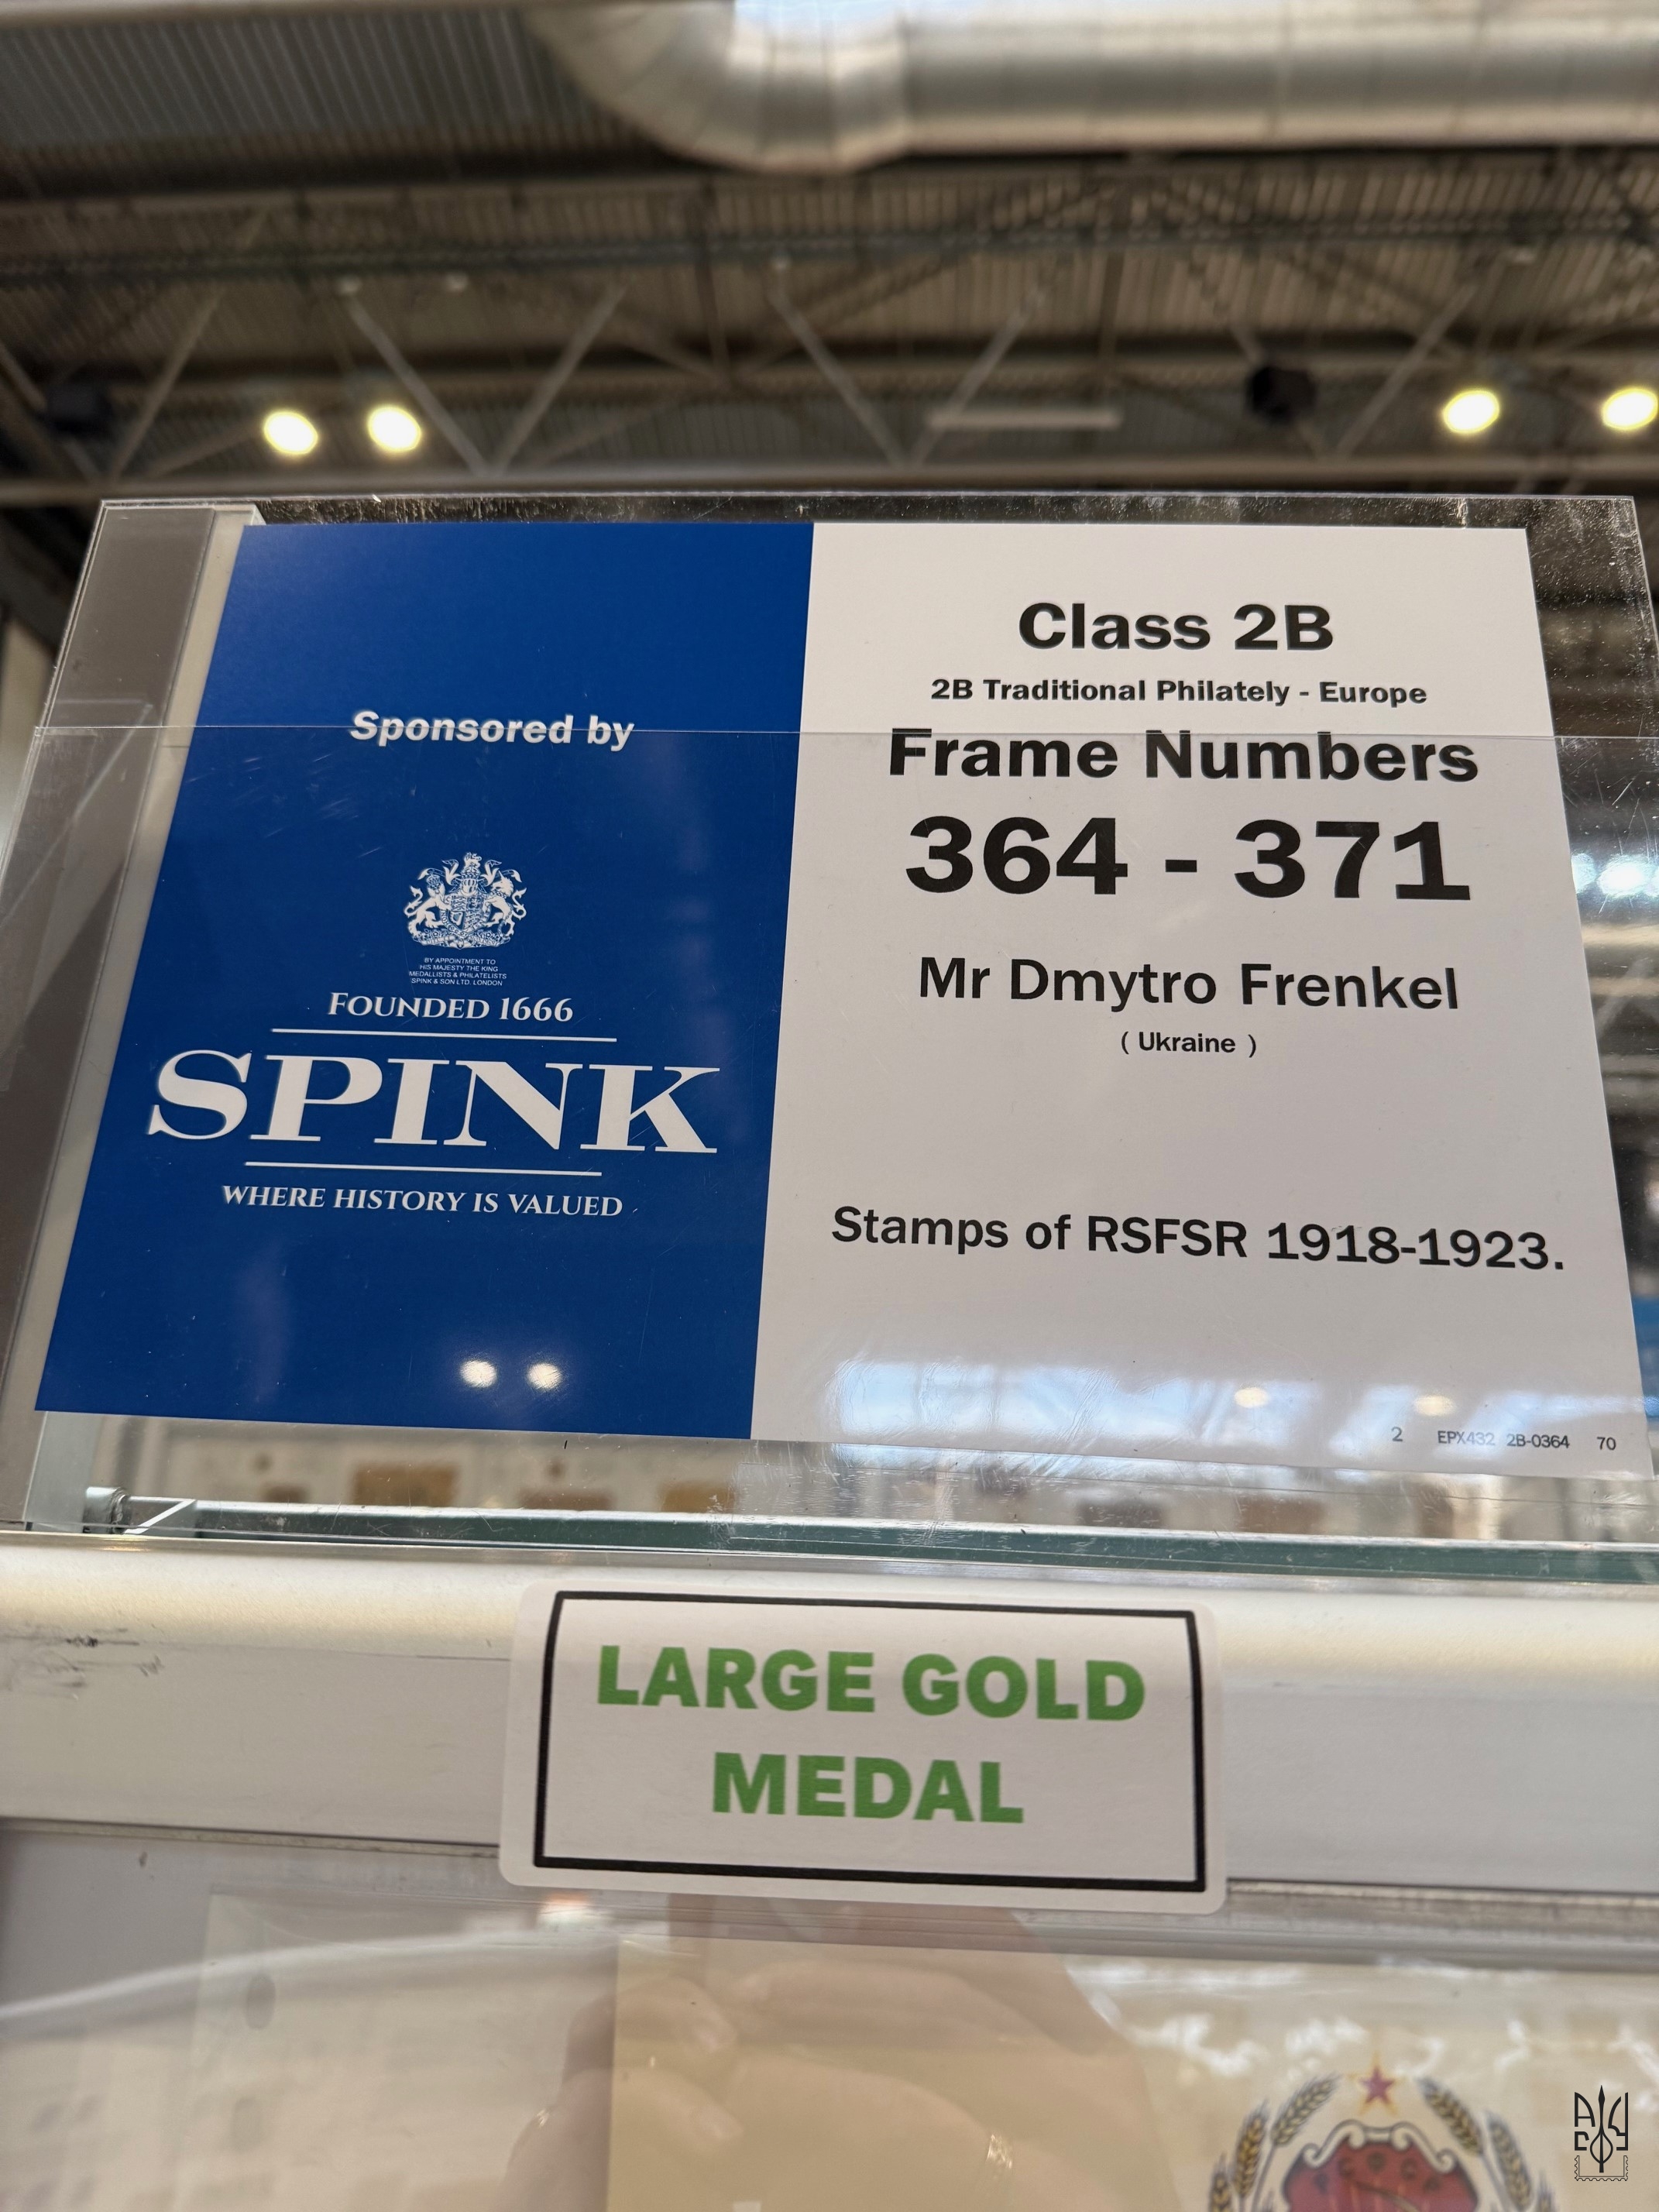 Sponsored by
BY APPOINTMENT TO
HIS MAJESTY THE KING
MEDALLISTS & PHILATELISTS
SPINK & SON LTD. LONDON
FOUNDED 1666
SPINK
WHERE HISTORY IS VALUED
Class 2B
2B Traditional Philately - Europe
Frame Numbers
364 - 371
Mr Dmytro Frenkel
( Ukraine )
Stamps of RSFSR 1918-1923.
2 EPX432 2B-0364 70
LARGE GOLD
MEDAL